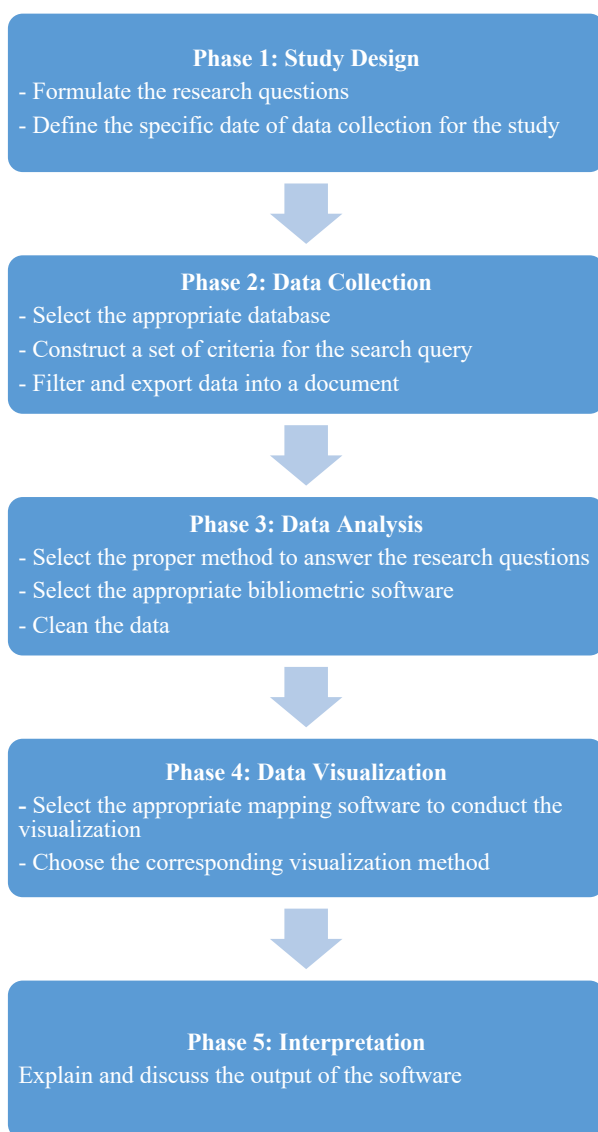 Phase 1: Study Design
- Formulate the research questions
- Define the specific date of data collection for the study
Phase 2: Data Collection
- Select the appropriate database
- Construct a set of criteria for the search query
- Filter and export data into a document
Phase 3: Data Analysis
- Select the proper method to answer the research questions
- Select the appropriate bibliometric software
- Clean the data
Phase 4: Data Visualization
- Select the appropriate mapping software to conduct the
visualization
- Choose the corresponding visualization method
Phase 5: Interpretation
Explain and discuss the output of the software